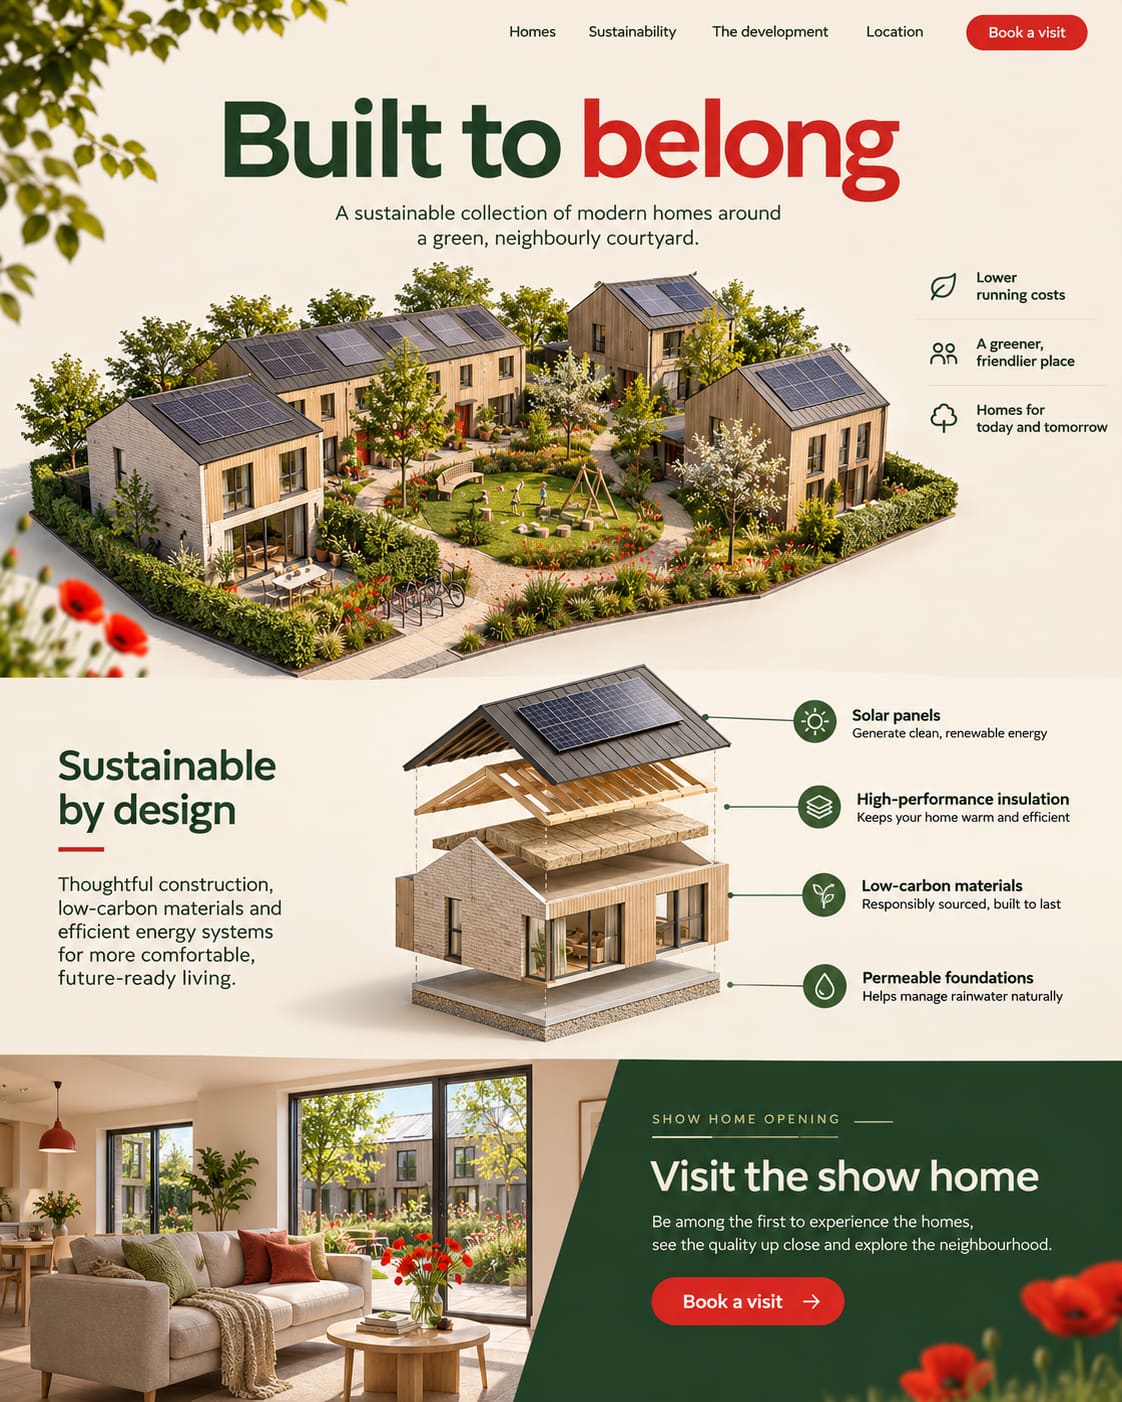 Homes
Sustainability
The development
Location
Book a visit
Built to belong
A sustainable collection of modern homes around
a green, neighbourly courtyard.
Lower
running costs
A greener,
friendlier place
Homes for
today and tomorrow
Sustainable
by design
Thoughtful construction,
low-carbon materials and
efficient energy systems
for more comfortable,
future-ready living.
Solar panels
Generate clean, renewable energy
High-performance insulation
Keeps your home warm and efficient
Low-carbon materials
Responsibly sourced, built to last
Permeable foundations
Helps manage rainwater naturally
SHOW HOME OPENING
Visit the show home
Be among the first to experience the homes,
see the quality up close and explore the neighbourhood.
Book a visit